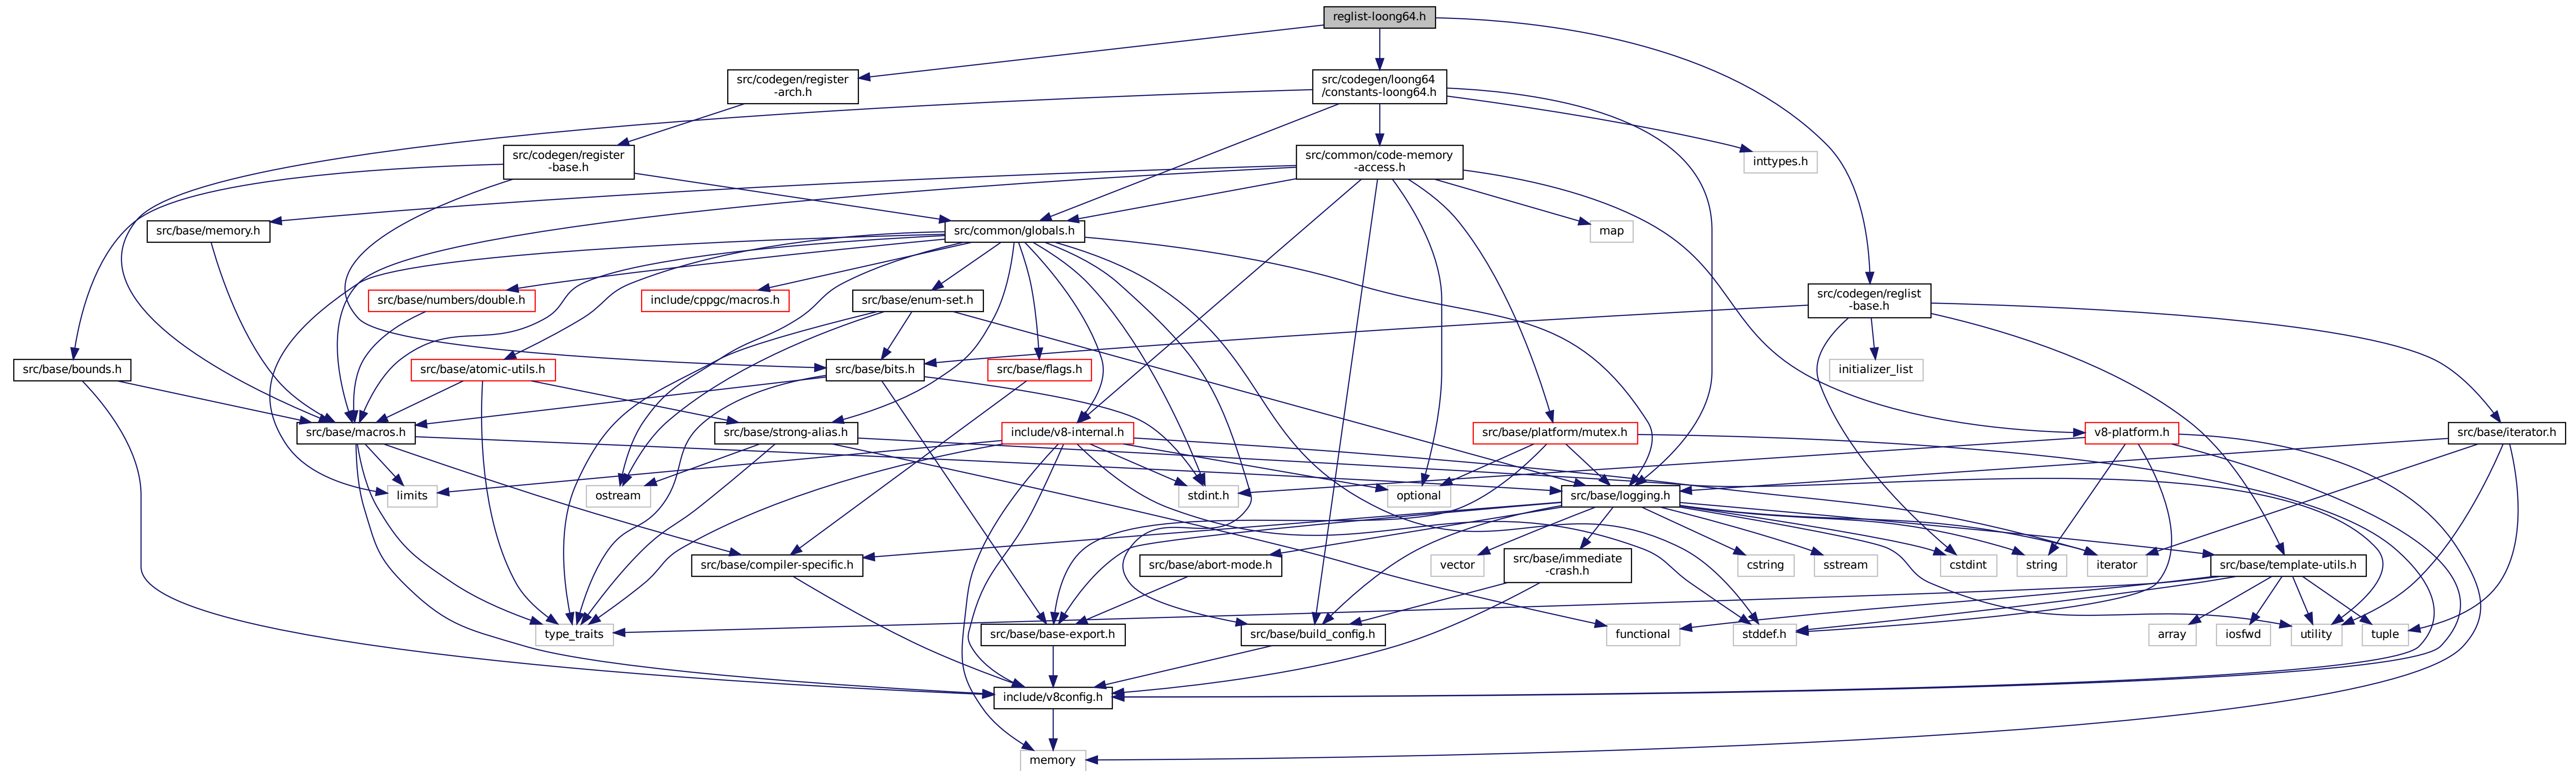 reglist-loong64.h
src/codegen/register
-arch.h
src/codegen/loong64
/constants-loong64.h
src/codegen/register
-base.h
src/common/code-memory
-access.h
inttypes.h
src/base/memory.h
src/common/globals.h
map
src/base/numbers/double.h
include/cppgc/macros.h
src/base/enum-set.h
src/codegen/reglist
-base.h
src/base/bounds.h
src/base/atomic-utils.h
src/base/bits.h
src/base/flags.h
initializer_list
src/base/macros.h
src/base/strong-alias.h
include/v8-internal.h
src/base/platform/mutex.h
v8-platform.h
src/base/iterator.h
limits
ostream
stdint.h
optional
src/base/logging.h
src/base/compiler-specific.h
src/base/abort-mode.h
vector
src/base/immediate
-crash.h
cstring
sstream
cstdint
string
iterator
src/base/template-utils.h
type_traits
src/base/base-export.h
src/base/build_config.h
functional
stddef.h
array
iosfwd
utility
tuple
include/v8config.h
memory